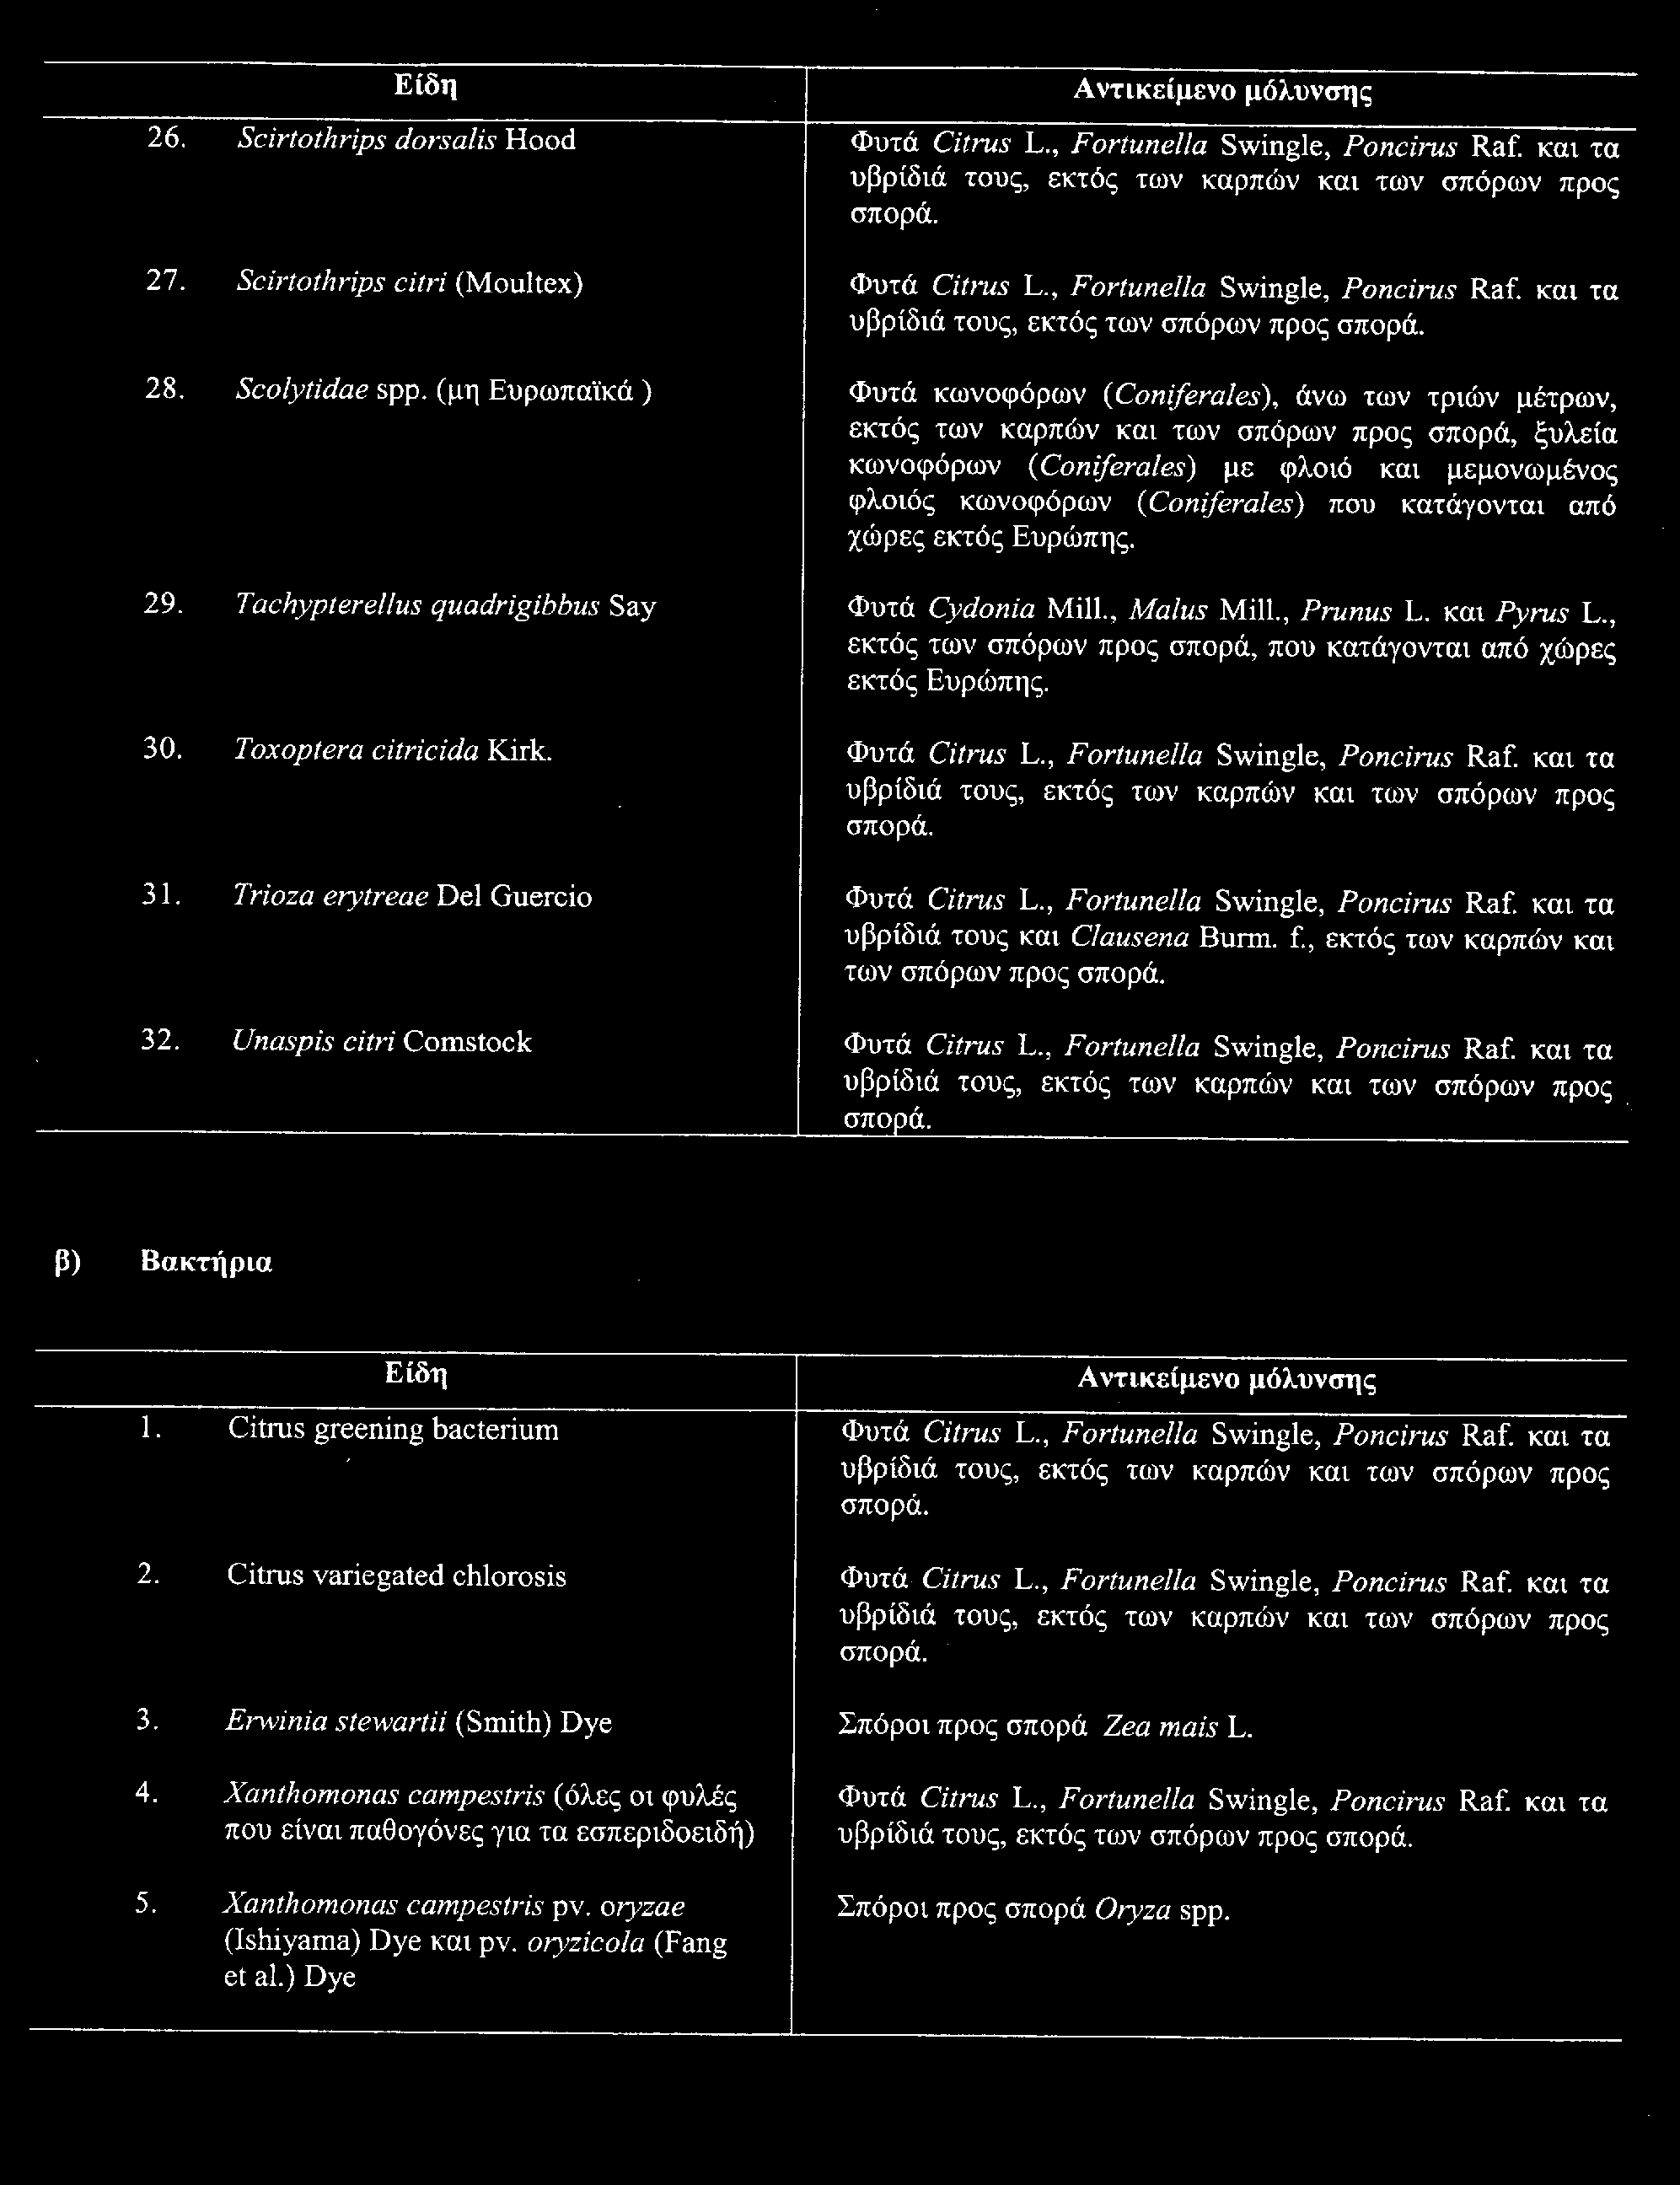 Είδη
Αντικείμενο μόλυνσης
26. Scirtothrips dorsalis Hood
Φυτά Citrus L., Fortunella Swingle, Poncirus Raf. και τα
υβρίδιά τους, εκτός των καρπών και των σπόρων προς
σπορά.
27. Scirtothrips citri (Moultex)
Φυτά Citrus L., Fortunella Swingle, Poncirus Raf. και τα
υβρίδιά τους, εκτός των σπόρων προς σπορά.
28. Scolytidae spp. (μη Ευρωπαϊκά )
Φυτά κωνοφόρων (Coniferales), άνω των τριών μέτρων,
εκτός των καρπών και των σπόρων προς σπορά, ξυλεία
κωνοφόρων (Coniferales) με φλοιό και μεμονωμένος
φλοιός κωνοφόρων (Coniferales) που κατάγονται από
χώρες εκτός Ευρώπης.
29. Tachypterellus quadrigibbus Say
Φυτά Cydonia Mill., Malus Mill., Prunus L. και Pyrus L.,
εκτός των σπόρων προς σπορά, που κατάγονται από χώρες
εκτός Ευρώπης.
30. Toxoptera citricida Kirk.
Φυτά Citrus L., Fortunella Swingle, Poncirus Raf. και τα
υβρίδιά τους, εκτός των καρπών και των σπόρων προς
σπορά.
31. Trioza erytreae Del Guercio
Φυτά Citrus L., Fortunella Swingle, Poncirus Raf. και τα
υβρίδιά τους και Clausena Burm. f., εκτός των καρπών και
των σπόρων προς σπορά.
32. Unaspis citri Comstock
Φυτά Citrus L., Fortunella Swingle, Poncirus Raf. και τα
υβρίδιά τους, εκτός των καρπών και των σπόρων προς
σπορά.
β) Βακτήρια
Είδη
Αντικείμενο μόλυνσης
1. Citrus greening bacterium
Φυτά Citrus L., Fortunella Swingle, Poncirus Raf. και τα
υβρίδιά τους, εκτός των καρπών και των σπόρων προς
σπορά.
2. Citrus variegated chlorosis
Φυτά Citrus L., Fortunella Swingle, Poncirus Raf. και τα
υβρίδιά τους, εκτός των καρπών και των σπόρων προς
σπορά.
3. Erwinia stewartii (Smith) Dye
Σπόροι προς σπορά Zea mais L.
4. Xanthomonas campestris (όλες οι φυλές
που είναι παθογόνες για τα εσπεριδοειδή)
Φυτά Citrus L., Fortunella Swingle, Poncirus Raf. και τα
υβρίδιά τους, εκτός των σπόρων προς σπορά.
5. Xanthomonas campestris pv. oryzae
(Ishiyama) Dye και pv. oryzicola (Fang
et al.) Dye
Σπόροι προς σπορά Oryza spp.